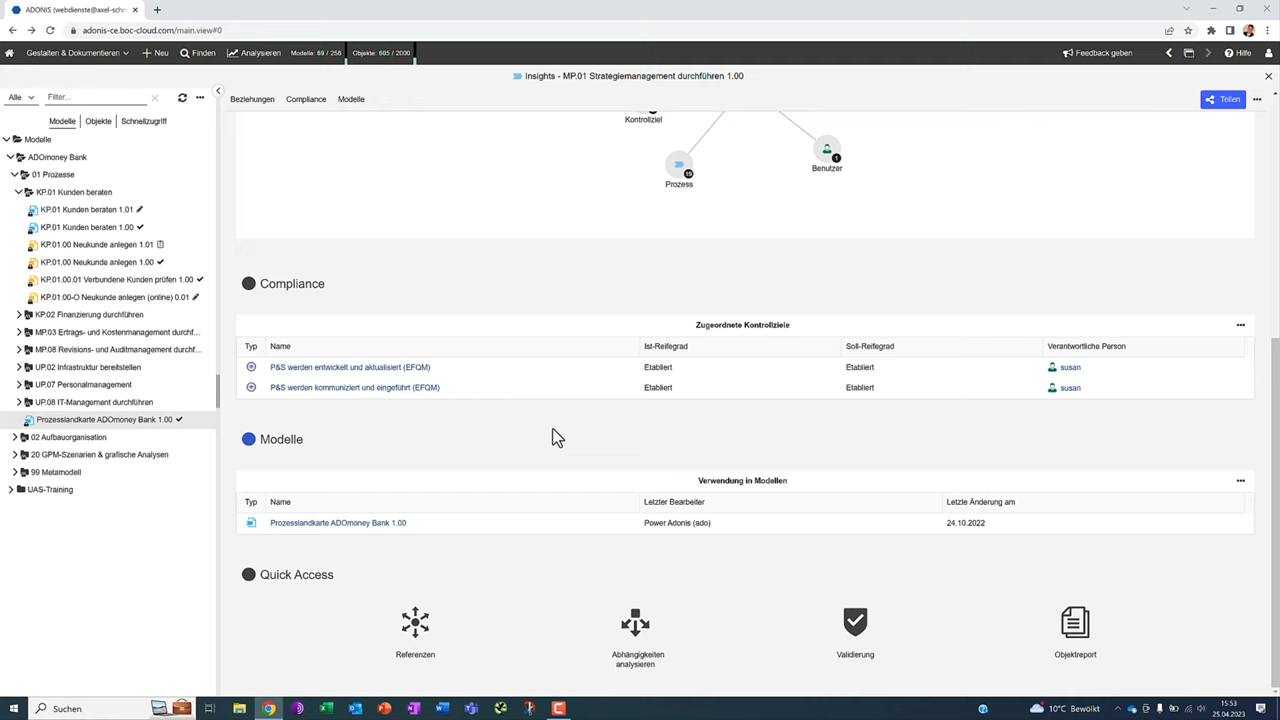 ADONIS (webdienste@axel-schr
adonis-ce.boc-cloud.com/main.view#0
Gestalten & Dokumentieren
Neu
Finden
Analysieren
Modelle: 69 / 256
Objekte: 605 / 2000
Feedback geben
Hilfe
Insights - MP.01 Strategiemanagement durchführen 1.00
Alle
Filter...
Beziehungen
Compliance
Modelle
Teilen
Modelle
Objekte
Schnellzugriff
Modelle
ADOmoney Bank
01 Prozesse
KP.01 Kunden beraten
KP.01 Kunden beraten 1.01
KP.01 Kunden beraten 1.00
KP.01.00 Neukunde anlegen 1.01
KP.01.00 Neukunde anlegen 1.00
KP.01.00.01 Verbundene Kunden prüfen 1.00
KP.01.00-O Neukunde anlegen (online) 0.01
KP.02 Finanzierung durchführen
MP.03 Ertrags- und Kostenmanagement durchf...
MP.08 Revisions- und Auditmanagement durchf...
UP.02 Infrastruktur bereitstellen
UP.07 Personalmanagement
UP.08 IT-Management durchführen
Prozesslandkarte ADOmoney Bank 1.00
02 Aufbauorganisation
20 GPM-Szenarien & grafische Analysen
99 Metamodell
UAS-Training
Kontrollziel
19
Prozess
1
Benutzer
Compliance
Zugeordnete Kontrollziele
Typ Name Ist-Reifegrad Soll-Reifegrad Verantwortliche Person
P&S werden entwickelt und aktualisiert (EFQM) Etabliert Etabliert susan
P&S werden kommuniziert und eingeführt (EFQM) Etabliert Etabliert susan
Modelle
Verwendung in Modellen
Typ Name Letzter Bearbeiter Letzte Änderung am
Prozesslandkarte ADOmoney Bank 1.00 Power Adonis (ado) 24.10.2022
Quick Access
Referenzen
Abhängigkeiten
analysieren
Validierung
Objektreport
Suchen
10°C Bewölkt
15:53
25.04.2023